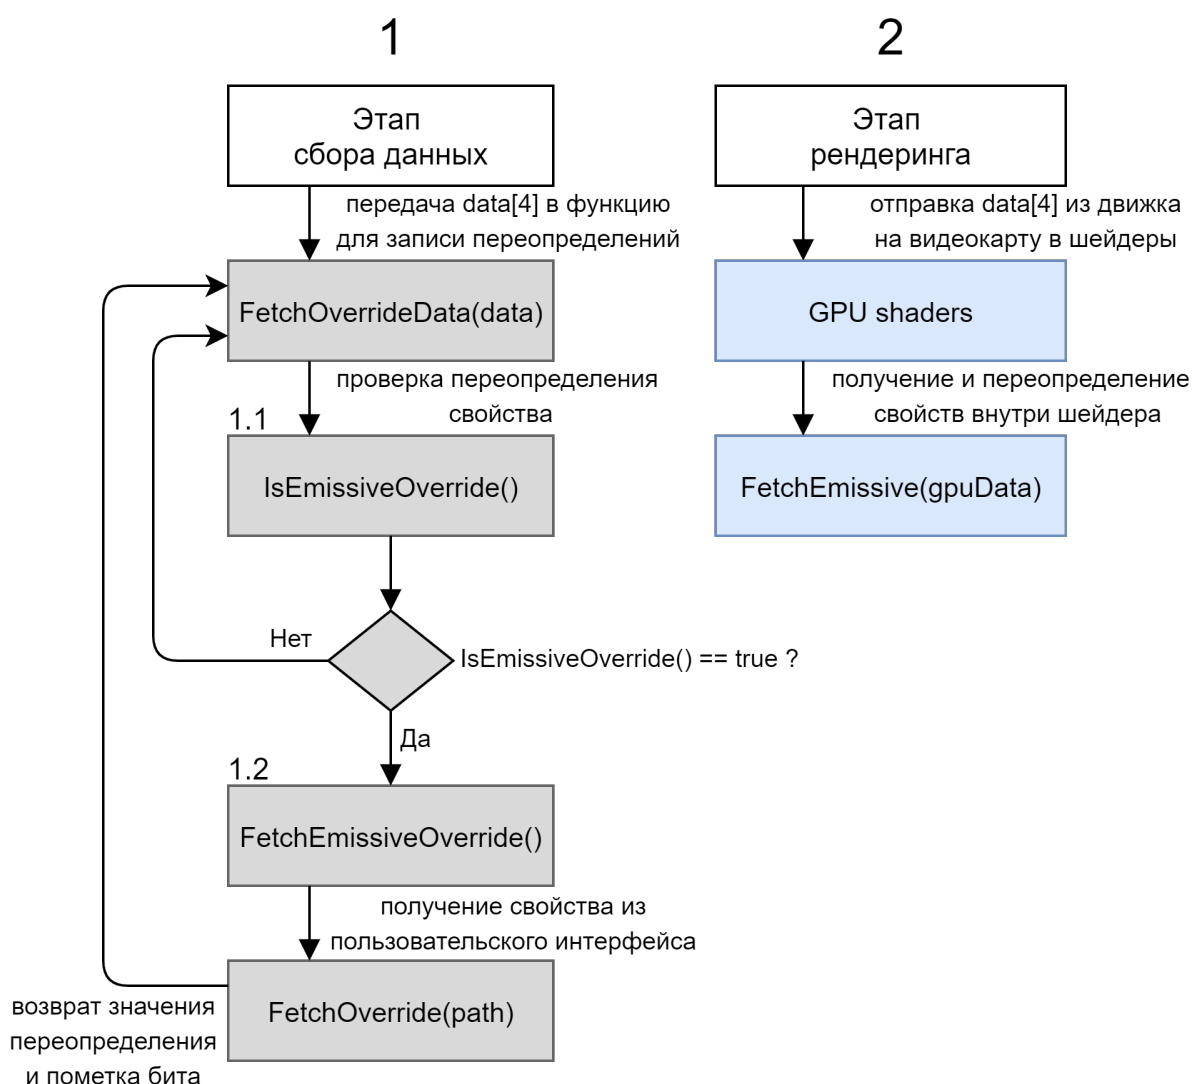 1
Этап
сбора данных
передача data[4] в функцию
для записи переопределений
FetchOverrideData(data)
проверка переопределения
свойства
1.1
IsEmissiveOverride()
Нет
IsEmissiveOverride() == true ?
Да
1.2
FetchEmissiveOverride()
получение свойства из
пользовательского интерфейса
FetchOverride(path)
возврат значения
переопределения
и пометка бита
2
Этап
рендеринга
отправка data[4] из движка
на видеокарту в шейдеры
GPU shaders
получение и переопределение
свойств внутри шейдера
FetchEmissive(gpuData)